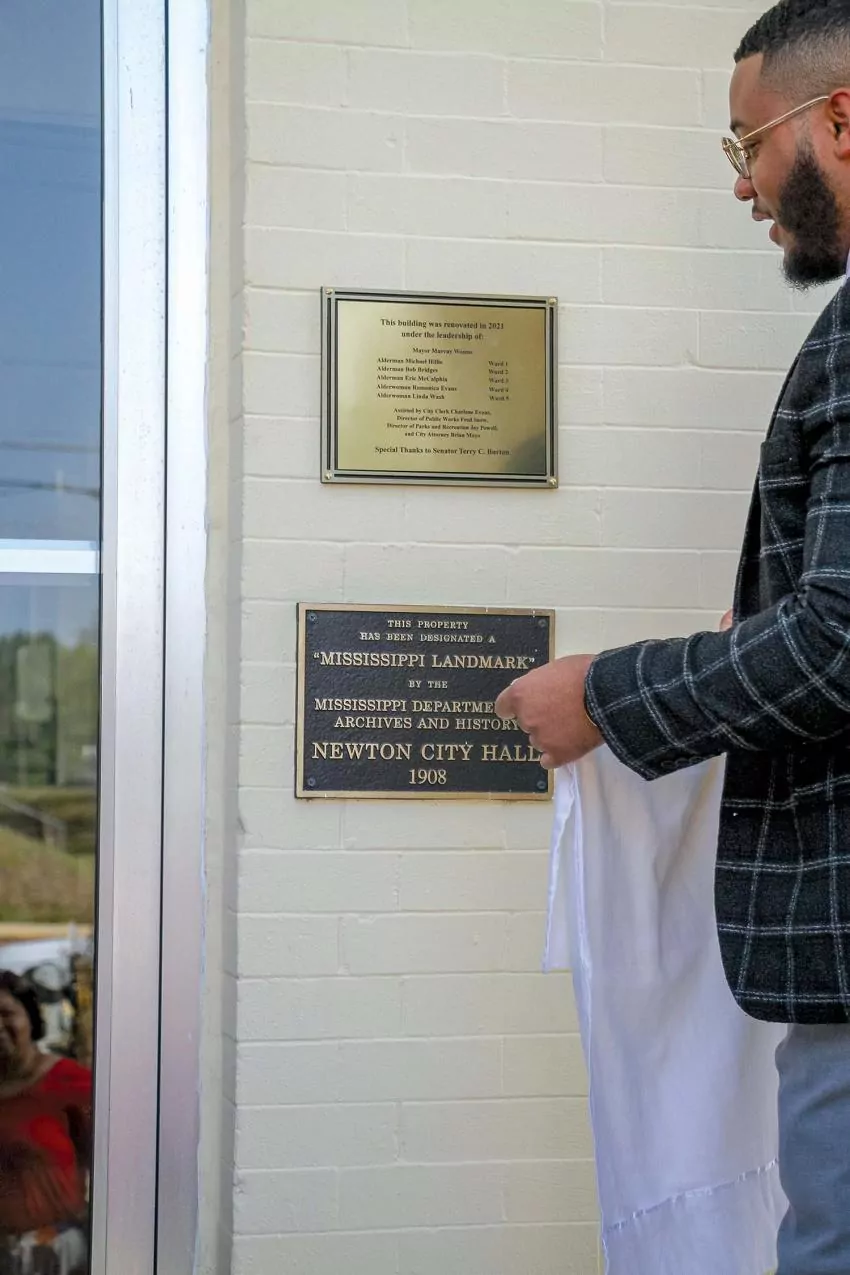 This building was renovated in 2021
under the leadership of:
Mayor Murray Weems
Alderman Michael Hillis Ward 1
Alderman Bob Bridges Ward 2
Alderman Eric McCalphia Ward 3
Alderwoman Romonica Evans Ward 4
Alderwoman Linda Wash Ward 5
Assisted by City Clerk Charlene Evans,
Director of Public Works Fred Snow,
Director of Parks and Recreation Jay Powell,
and City Attorney Brian Mayo
Special Thanks to Senator Terry C. Burton
THIS PROPERTY
HAS BEEN DESIGNATED A
"MISSISSIPPI LANDMARK"
BY THE
MISSISSIPPI DEPARTMEN
ARCHIVES AND HISTORY
NEWTON CITY HALL
1908